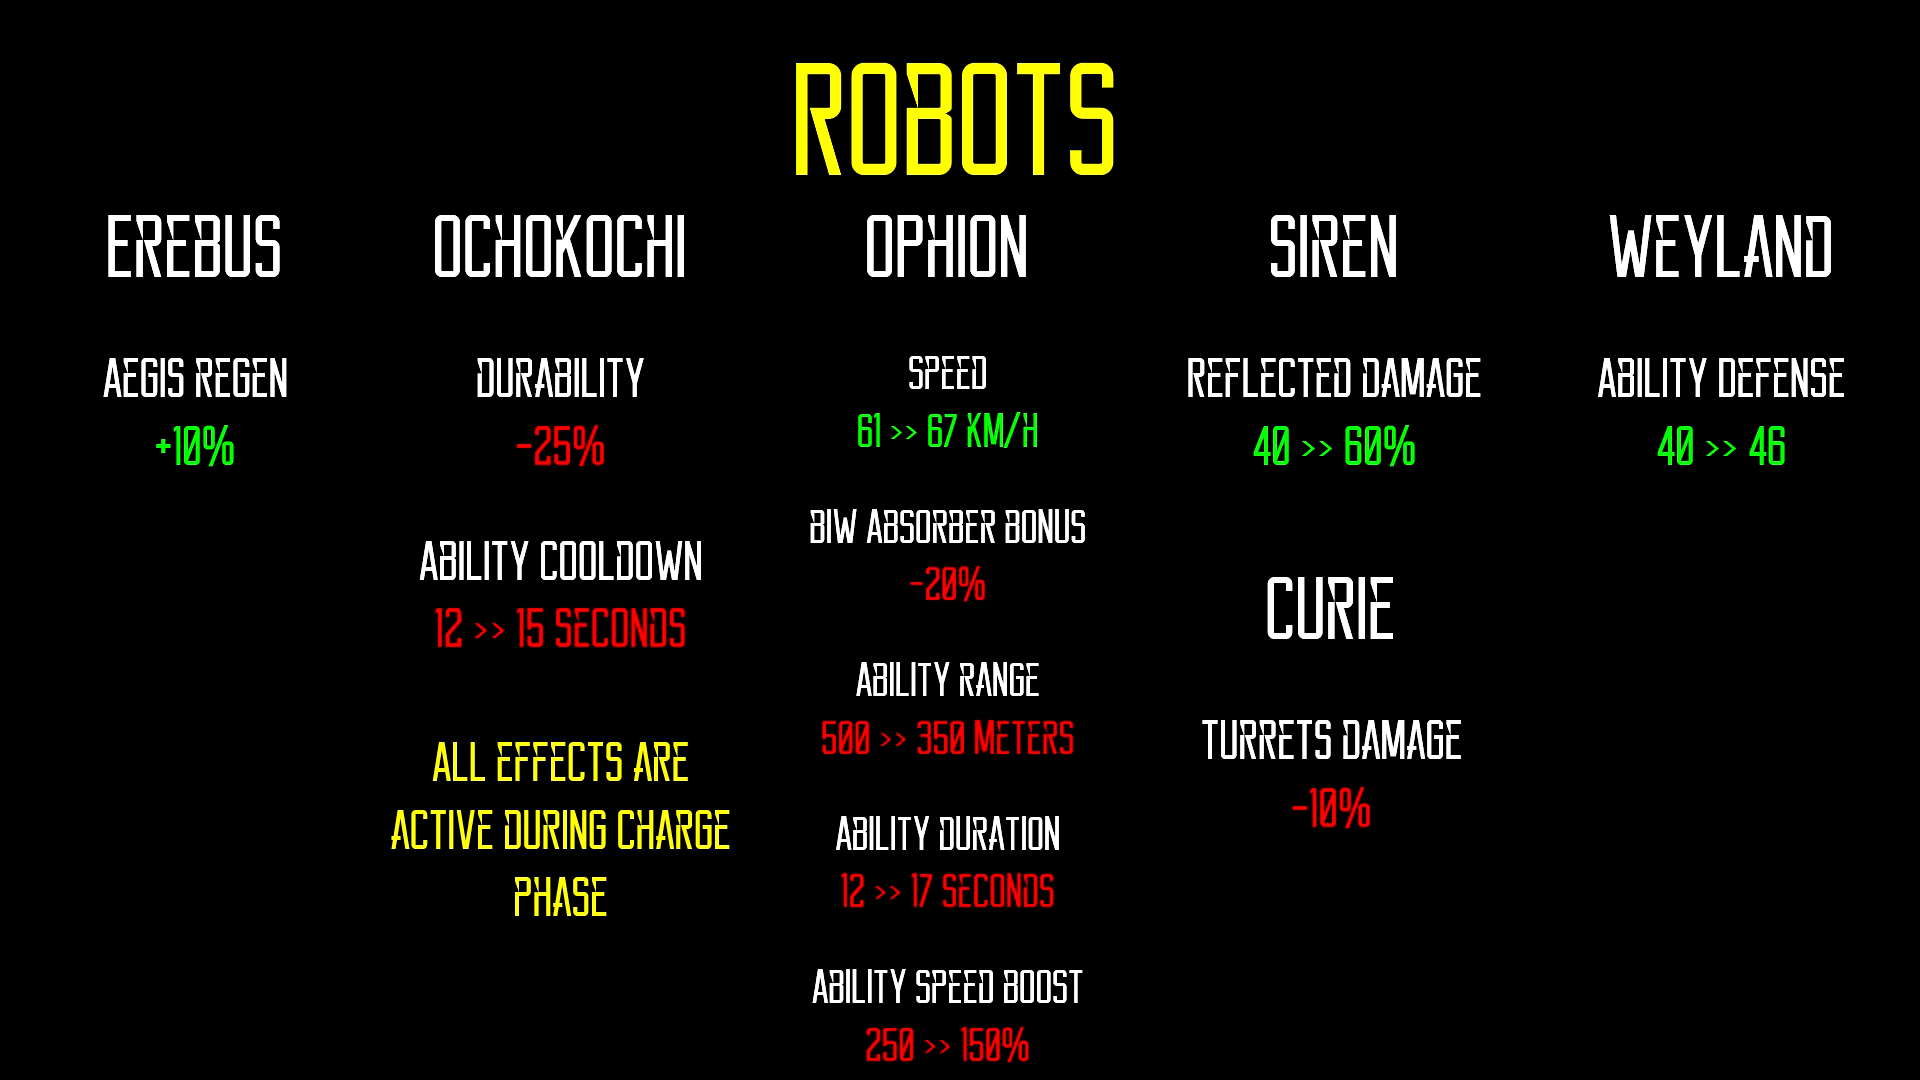 ROBOTS
EREBUS
AEGIS REGEN
+10%
OCHOKOCHI
DURABILITY
-25%
ABILITY COOLDOWN
12 >> 15 SECONDS
ALL EFFECTS ARE
ACTIVE DURING CHARGE
PHASE
OPHION
SPEED
61 >> 67 KM/H
BIW ABSORBER BONUS
-20%
ABILITY RANGE
500 >> 350 METERS
ABILITY DURATION
12 >> 17 SECONDS
ABILITY SPEED BOOST
250 >> 150%
SIREN
REFLECTED DAMAGE
40 >> 60%
CURIE
TURRETS DAMAGE
-10%
WEYLAND
ABILITY DEFENSE
40 >> 46